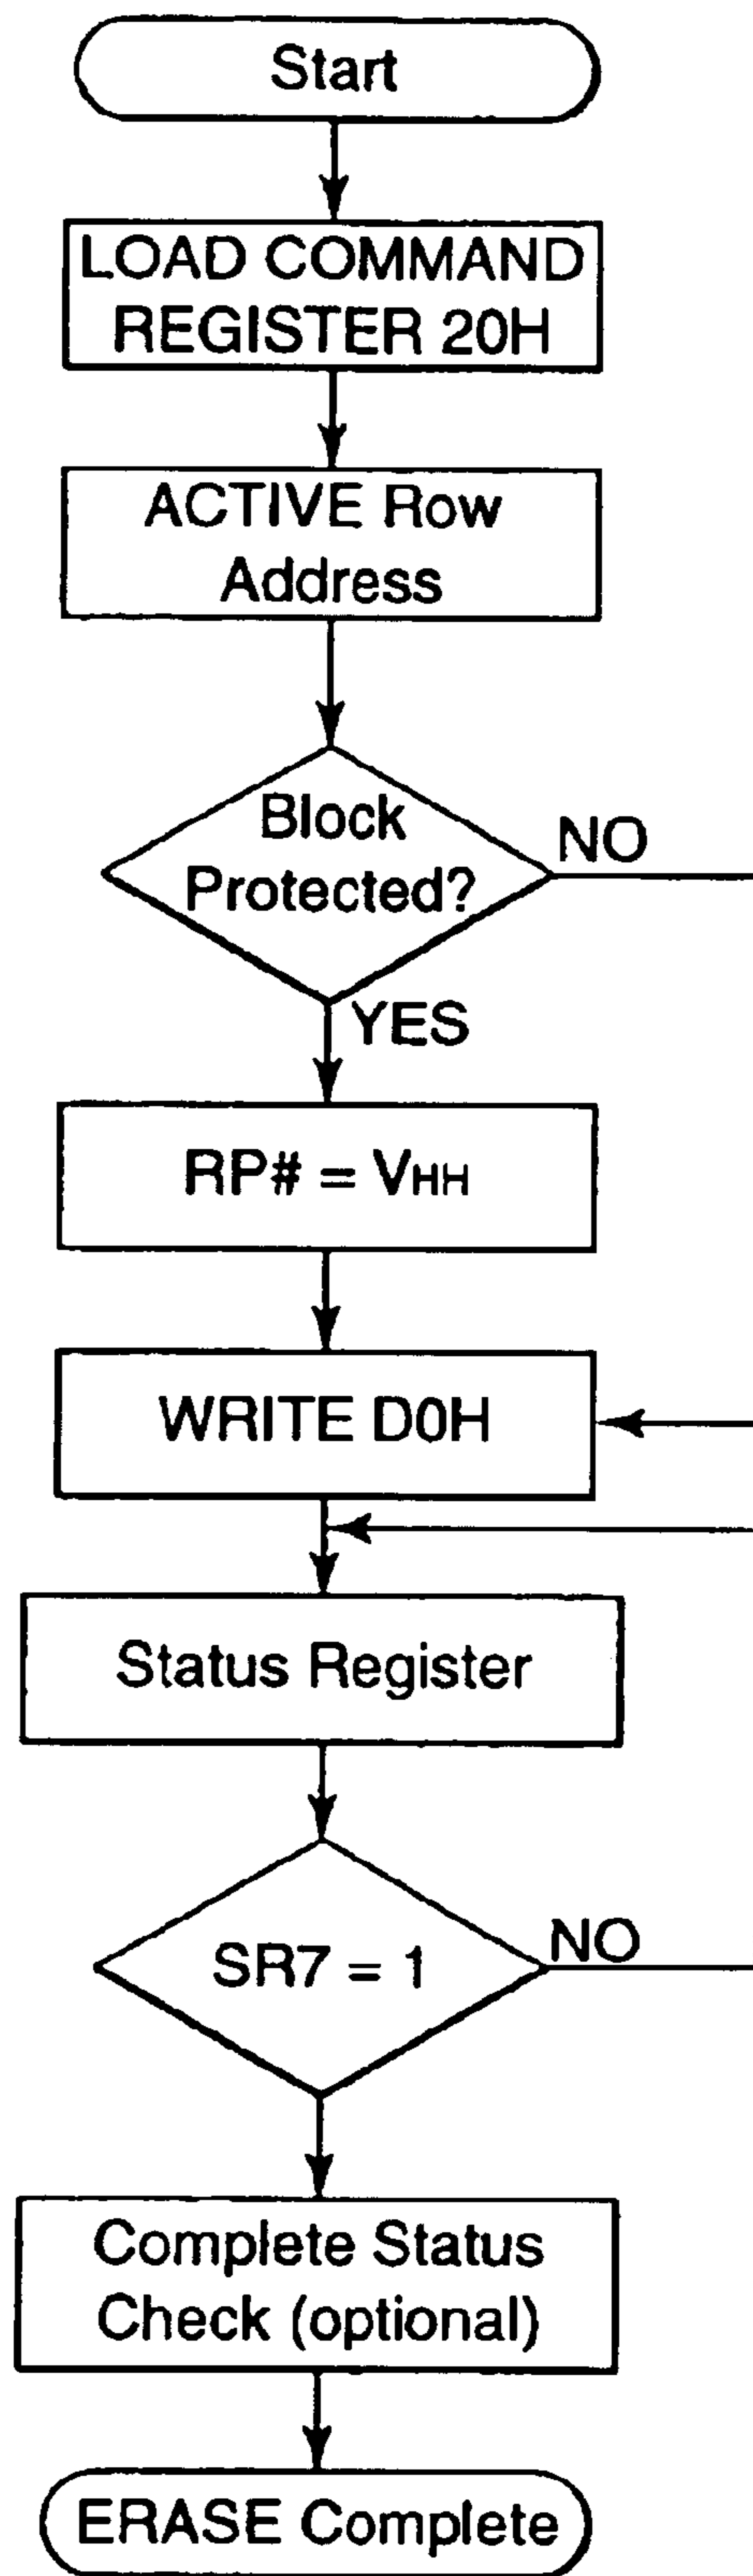 Start
LOAD COMMAND
REGISTER 20H
ACTIVE Row
Address
Block
Protected?
NO
YES
RP# = VHH
WRITE D0H
Status Register
SR7 = 1
NO
Complete Status
Check (optional)
ERASE Complete